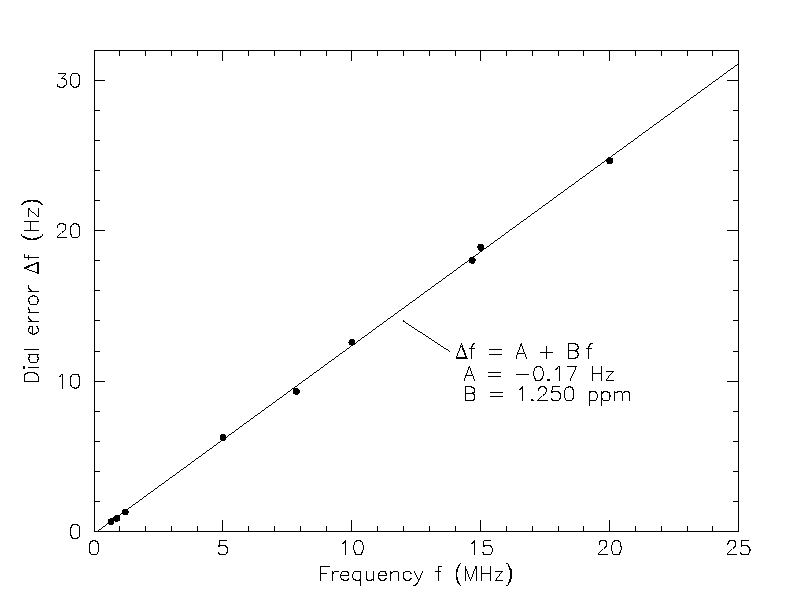 30
20
10
0
Dial error Δf (Hz)
Δf = A + B f
A = −0.17 Hz
B = 1.250 ppm
0 5 10 15 20 25
Frequency f (MHz)